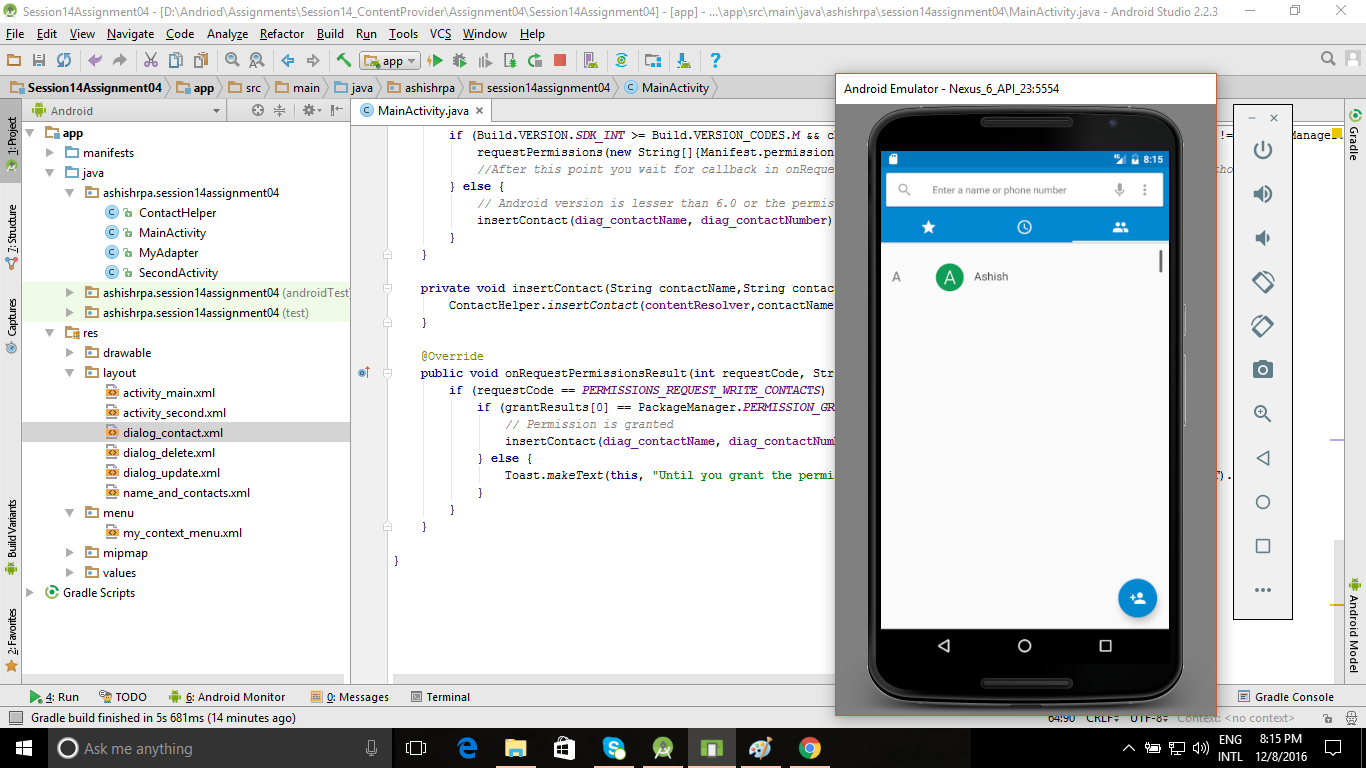 Session14Assignment04 - [D:\Andriod\Assignments\Session14_ContentProvider\Assignment04\Session14Assignment04] - [app] - ...\app\src\main\java\ashishrpa\session14assignment04\MainActivity.java - Android Studio 2.2.3
File Edit View Navigate Code Analyze Refactor Build Run Tools VCS Window Help
app
Session14Assignment04 app src main java ashishrpa session14assignment04 MainActivity
Android
MainActivity.java
1: Project
7: Structure
Captures
Build Variants
2: Favorites
app
manifests
java
ashishrpa.session14assignment04
ContactHelper
MainActivity
MyAdapter
SecondActivity
ashishrpa.session14assignment04 (androidTest
ashishrpa.session14assignment04 (test)
res
drawable
layout
activity_main.xml
activity_second.xml
dialog_contact.xml
dialog_delete.xml
dialog_update.xml
name_and_contacts.xml
menu
my_context_menu.xml
mipmap
values
Gradle Scripts
if (Build.VERSION.SDK_INT >= Build.VERSION_CODES.M && c
requestPermissions(new String[]{Manifest.permission
//After this point you wait for callback in onReque
} else {
// Android version is lesser than 6.0 or the permis
insertContact(diag_contactName, diag_contactNumber)
}
}
private void insertContact(String contactName,String contac
ContactHelper.insertContact(contentResolver,contactName
}
@Override
public void onRequestPermissionsResult(int requestCode, Str
if (requestCode == PERMISSIONS_REQUEST_WRITE_CONTACTS)
if (grantResults[0] == PackageManager.PERMISSION_GR
// Permission is granted
insertContact(diag_contactName, diag_contactNum
} else {
Toast.makeText(this, "Until you grant the permis
}
}
}
}
Android Emulator - Nexus_6_API_23:5554
4G 8:15
Enter a name or phone number
A A Ashish
!= Manage
Gradle
Android Model
4: Run TODO 6: Android Monitor 0: Messages Terminal Gradle Console
Gradle build finished in 5s 681ms (14 minutes ago) 64:90 CRLF UTF-8 Context: <no context>
Ask me anything
ENG
INTL
8:15 PM
12/8/2016